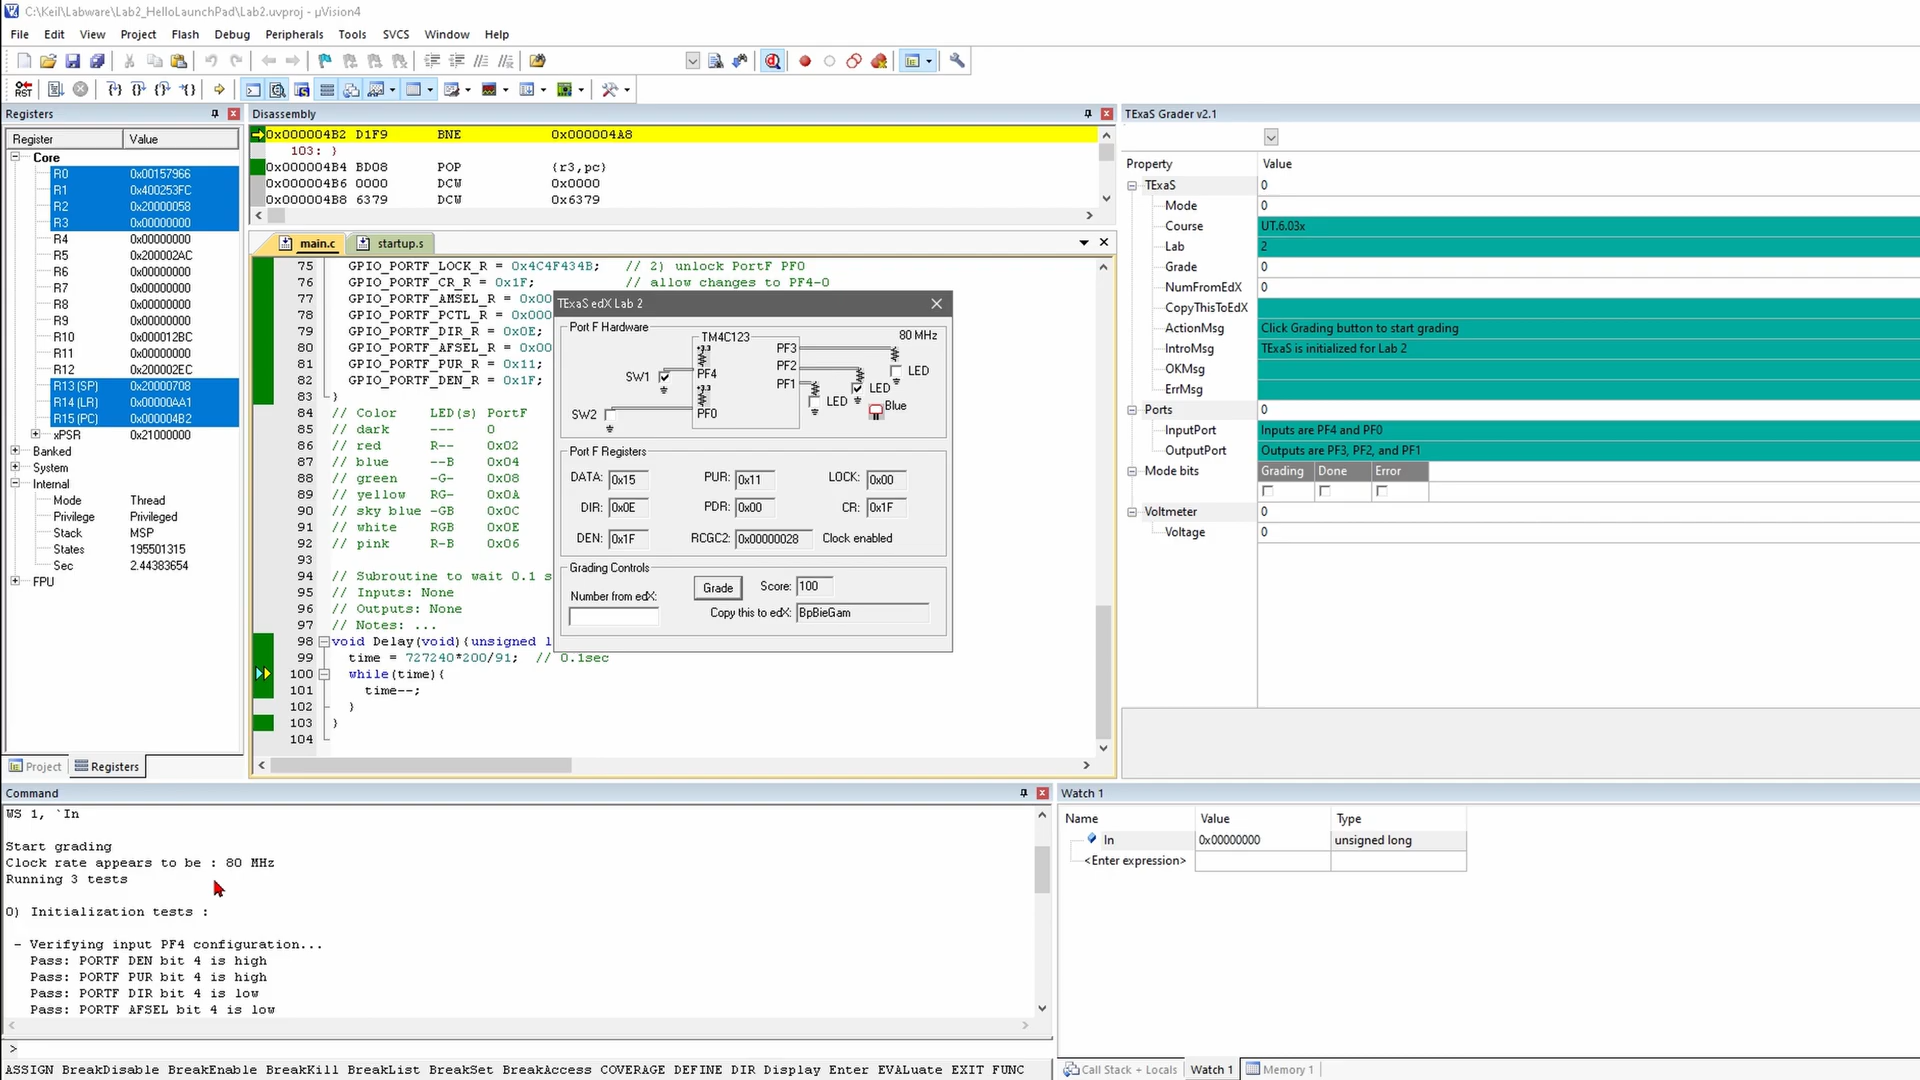 C:\Keil\Labware\Lab2_HelloLaunchPad\Lab2.uvproj - µVision4
File Edit View Project Flash Debug Peripherals Tools SVCS Window Help
Registers
Register Value
Core
R0 0x00157966
R1 0x400253FC
R2 0x20000058
R3 0x00000000
R4 0x00000000
R5 0x200002AC
R6 0x00000000
R7 0x00000000
R8 0x00000000
R9 0x00000000
R10 0x000012BC
R11 0x00000000
R12 0x200002EC
R13 (SP) 0x20000708
R14 (LR) 0x00000AA1
R15 (PC) 0x000004B2
xPSR 0x21000000
Banked
System
Internal
Mode Thread
Privilege Privileged
Stack MSP
States 195501315
Sec 2.44383654
FPU
Project Registers
Disassembly
0x000004B2 D1F9 BNE 0x000004A8
103: }
0x000004B4 BD08 POP {r3,pc}
0x000004B6 0000 DCW 0x0000
0x000004B8 6379 DCW 0x6379
main.c startup.s
75 GPIO_PORTF_LOCK_R = 0x4C4F434B; // 2) unlock PortF PF0
76 GPIO_PORTF_CR_R = 0x1F; // allow changes to PF4-0
77 GPIO_PORTF_AMSEL_R = 0x00
78 GPIO_PORTF_PCTL_R = 0x000
79 GPIO_PORTF_DIR_R = 0x0E;
80 GPIO_PORTF_AFSEL_R = 0x00
81 GPIO_PORTF_PUR_R = 0x11;
82 GPIO_PORTF_DEN_R = 0x1F;
83 }
84 // Color LED(s) PortF
85 // dark --- 0
86 // red R-- 0x02
87 // blue --B 0x04
88 // green -G- 0x08
89 // yellow RG- 0x0A
90 // sky blue -GB 0x0C
91 // white RGB 0x0E
92 // pink R-B 0x06
93
94 // Subroutine to wait 0.1 s
95 // Inputs: None
96 // Outputs: None
97 // Notes: ...
98 void Delay(void){unsigned l
99 time = 727240*200/91; // 0.1sec
100 while(time){
101 time--;
102 }
103 }
104
TExaS edX Lab 2
Port F Hardware
TM4C123
80 MHz
+3.3
SW1 PF4 PF3 LED
PF2 LED
+3.3
PF1 LED Blue
SW2 PF0
Port F Registers
DATA: 0x15 PUR: 0x11 LOCK: 0x00
DIR: 0x0E PDR: 0x00 CR: 0x1F
DEN: 0x1F RCGC2: 0x00000028 Clock enabled
Grading Controls
Number from edX: Grade Score: 100
Copy this to edX: BpBieGam
TExaS Grader v2.1
Property Value
TExaS 0
Mode 0
Course UT.6.03x
Lab 2
Grade 0
NumFromEdX 0
CopyThisToEdX
ActionMsg Click Grading button to start grading
IntroMsg TExaS is initialized for Lab 2
OKMsg
ErrMsg
Ports 0
InputPort Inputs are PF4 and PF0
OutputPort Outputs are PF3, PF2, and PF1
Mode bits Grading Done Error
Voltmeter 0
Voltage 0
Command
WS 1, `In
Start grading
Clock rate appears to be : 80 MHz
Running 3 tests
0) Initialization tests :
- Verifying input PF4 configuration...
Pass: PORTF DEN bit 4 is high
Pass: PORTF PUR bit 4 is high
Pass: PORTF DIR bit 4 is low
Pass: PORTF AFSEL bit 4 is low
>
ASSIGN BreakDisable BreakEnable BreakKill BreakList BreakSet BreakAccess COVERAGE DEFINE DIR Display Enter EVALuate EXIT FUNC
Watch 1
Name Value Type
In 0x00000000 unsigned long
<Enter expression>
Call Stack + Locals Watch 1 Memory 1